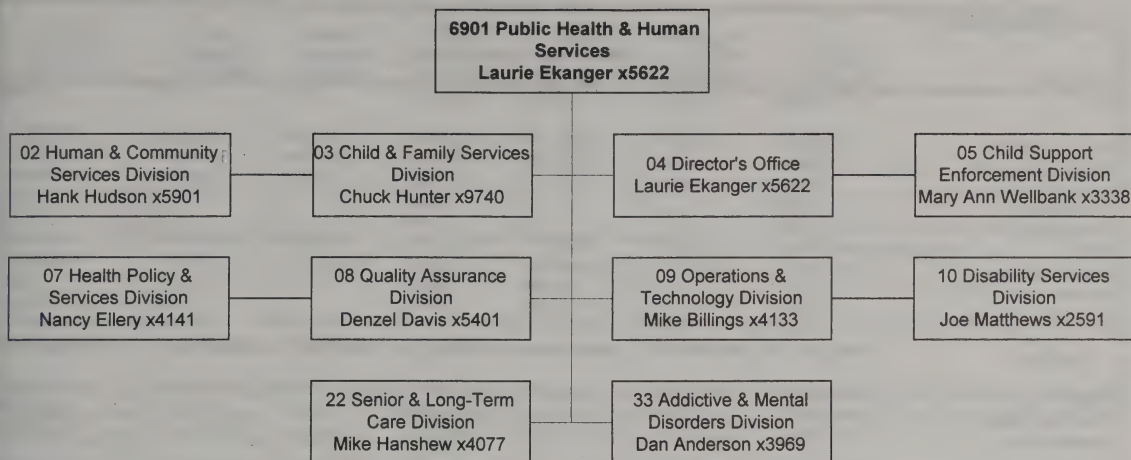 6901 Public Health & Human
Services
Laurie Ekanger x5622
02 Human & Community
Services Division
Hank Hudson x5901
03 Child & Family Services
Division
Chuck Hunter x9740
04 Director's Office
Laurie Ekanger x5622
05 Child Support
Enforcement Division
Mary Ann Wellbank x3338
07 Health Policy &
Services Division
Nancy Ellery x4141
08 Quality Assurance
Division
Denzel Davis x5401
09 Operations &
Technology Division
Mike Billings x4133
10 Disability Services
Division
Joe Matthews x2591
22 Senior & Long-Term
Care Division
Mike Hanshew x4077
33 Addictive & Mental
Disorders Division
Dan Anderson x3969